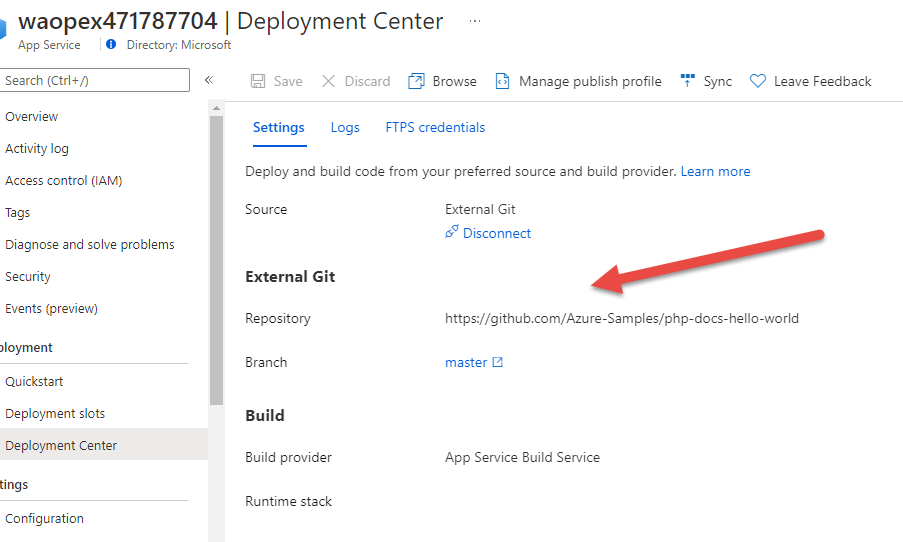 waopex471787704 | Deployment Center ...
App Service Directory: Microsoft
Search (Ctrl+/)
«
Save Discard Browse Manage publish profile Sync Leave Feedback
Overview
Activity log
Access control (IAM)
Tags
Diagnose and solve problems
Security
Events (preview)
ployment
Quickstart
Deployment slots
Deployment Center
tings
Configuration
Settings Logs FTPS credentials
Deploy and build code from your preferred source and build provider. Learn more
Source External Git
Disconnect
External Git
Repository https://github.com/Azure-Samples/php-docs-hello-world
Branch master
Build
Build provider App Service Build Service
Runtime stack